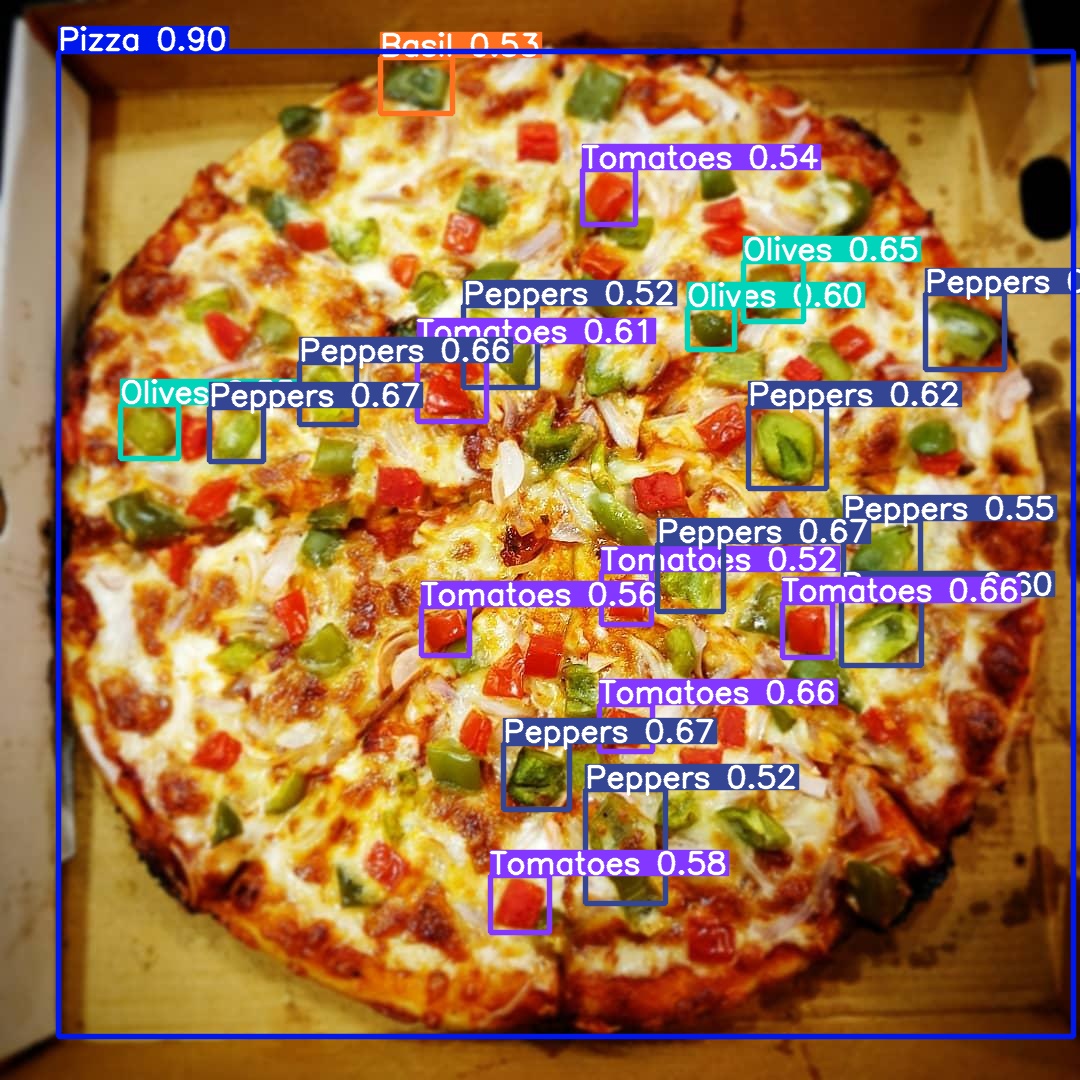 Pizza 0.90
Basil 0.53
Tomatoes 0.54
Olives 0.65
Peppers
Peppers 0.52
Olives 0.60
Tomatoes 0.61
Peppers 0.66
Olives
Peppers 0.67
Peppers 0.62
Peppers 0.55
Peppers 0.67
Tomatoes 0.52
Tomatoes 0.56
Tomatoes 0.66
Tomatoes 0.66
Peppers 0.67
Peppers 0.52
Tomatoes 0.58